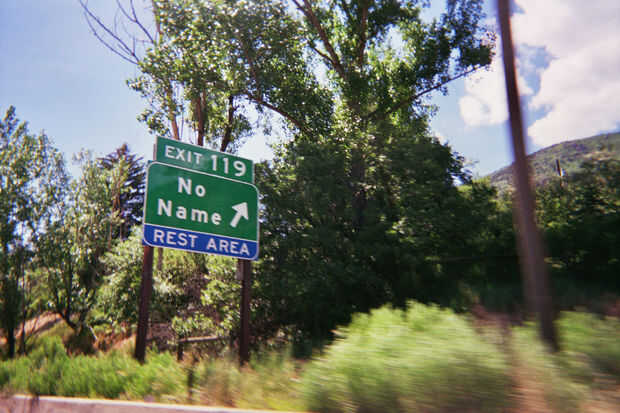 EXIT 119
No
Name
REST AREA